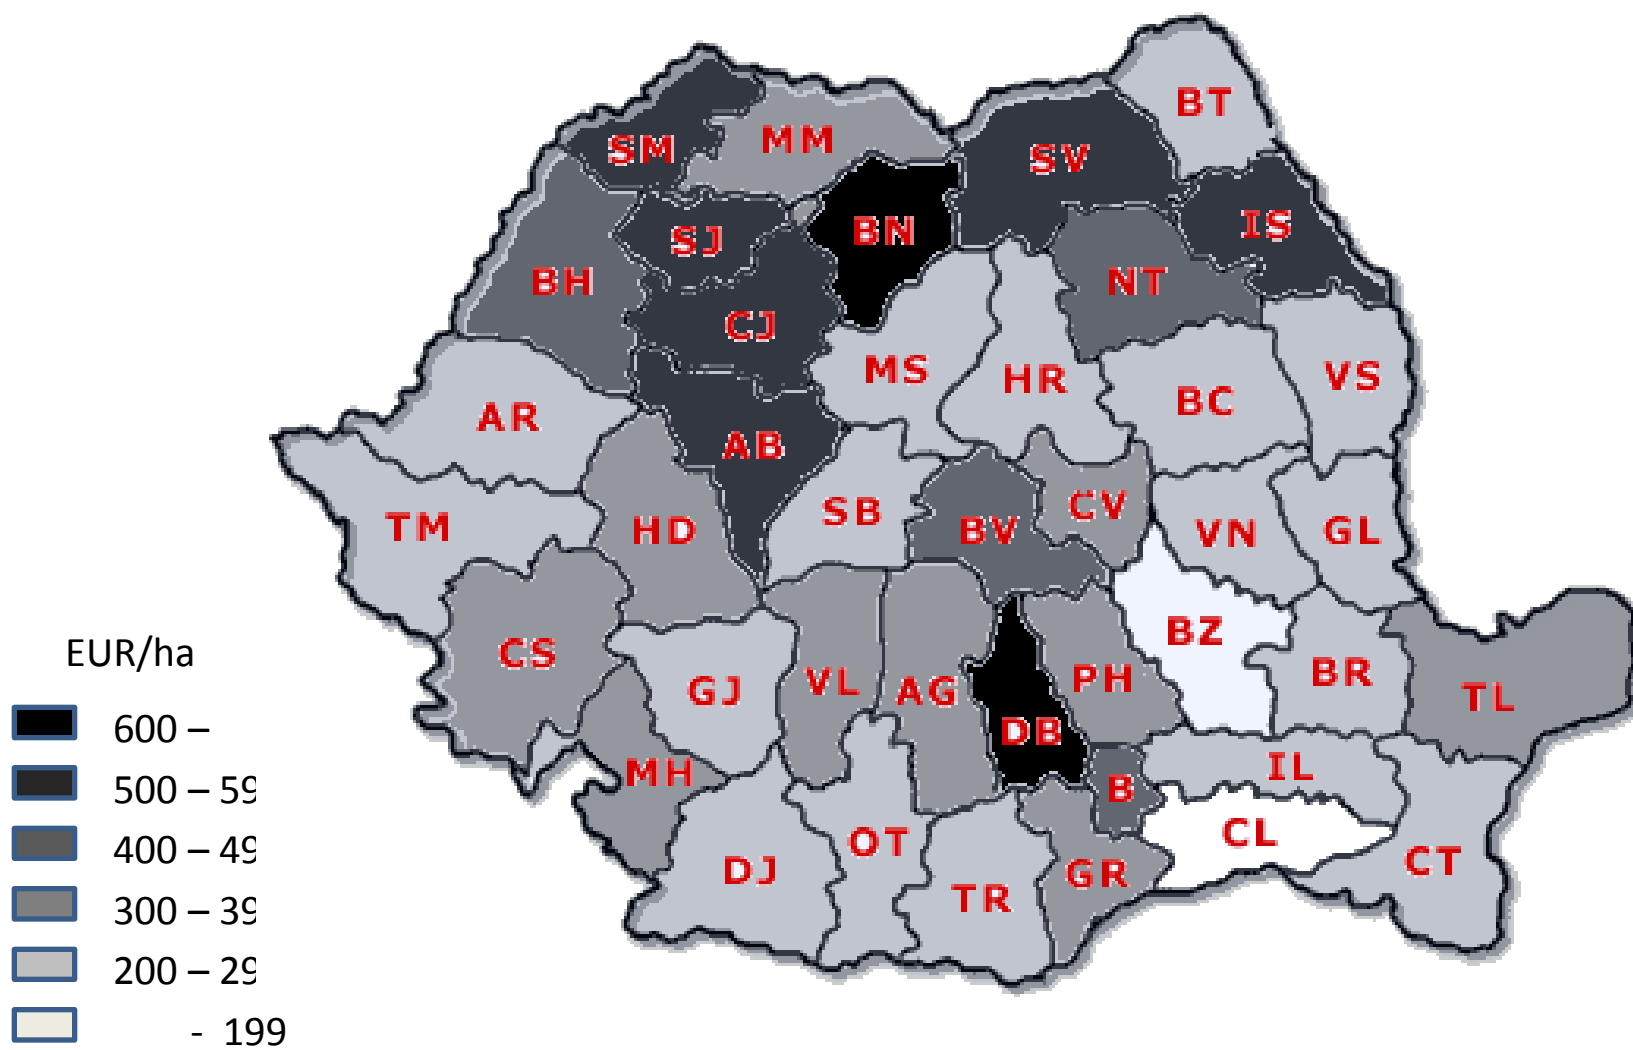 BT
SM
MM
SV
IS
SJ
BN
BH
NT
CJ
MS
HR
VS
BC
AR
AB
SB
CV
TM
HD
BV
VN
GL
BZ
CS
VL
AG
PH
BR
GJ
TL
DB
MH
IL
B
OT
CL
DJ
GR
CT
TR
EUR/ha
600 –
500 – 59
400 – 49
300 – 39
200 – 29
- 199